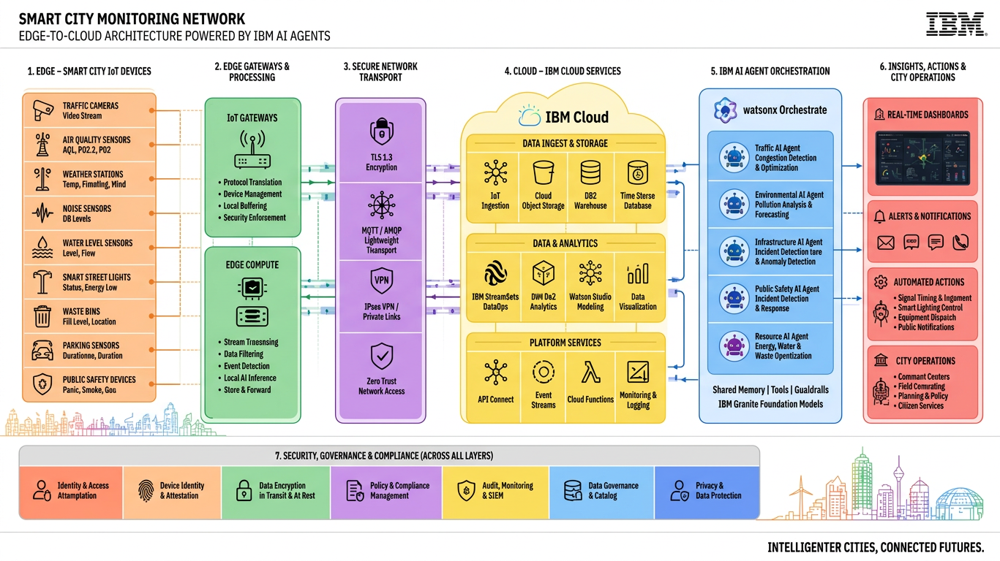 SMART CITY MONITORING NETWORK
EDGE-TO-CLOUD ARCHITECTURE POWERED BY IBM AI AGENTS
IBM
1. EDGE – SMART CITY IoT DEVICES
TRAFFIC CAMERAS
Video Stream
AIR QUALITY SENSORS
AQL, PO2.2, PO2
WEATHER STATIONS
Temp, Fimating, Mind
NOISE SENSORS
DB Levels
WATER LEVEL SENSORS
Level, Fiew
SMART STREET LIGHTS
Status, Energy Low
WASTE BINS
Fill Level, Location
PARKING SENSORS
Durationne, Duration
PUBLIC SAFETY DEVICES
Panic, Smoke, Goo
2. EDGE GATEWAYS &
PROCESSING
IoT GATEWAYS
• Protocol Translation
• Device Management
• Local Buffering
• Security Enforsement
EDGE COMPUTE
• Stream Tmosnsing
• Data Filtering
• Event Detection
• Local AI Inference
• Store & Forward
3. SECURE NETWORK
TRANSPORT
TLS 1.3
Encryption
MQTT / AMQP
Lightweight
Transport
VPN
IPses VPN /
Private Links
Zero Trust
Network Access
4. CLOUD – IBM CLOUD SERVICES
IBM Cloud
DATA INGEST & STORAGE
IoT
Ingestion
Cloud
Object Storage
DB2
Warehouse
Time Sterse
Database
DATA & ANALYTICS
IBM StreamSets
DataOps
DWM Ds2
Analytics
Watson Studio
Modeling
Data
Visualization
PLATFORM SERVICES
API Connect
Event
Streams
Cloud Functions
Monitoring &
Logging
5. IBM AI AGENT ORCHESTRATION
watsonx Orchestrate
Traffic AI Agent
Congestion Detection
& Optimization
Environmental AI Agent
Pollution Analysis &
Forecasting
Infrastructure AI Agent
Incident Detection tare
& Anomaly Detection
Public Safety AI Agent
Incident Detection
& Response
Resource AI Agent
Energy, Water &
Waste Opentization
Shared Memory | Tools | Gualdralls
IBM Granite Foundation Models
6. INSIGHTS, ACTIONS &
CITY OPERATIONS
REAL-TIME DASHBOARDS
ALERTS & NOTIFICATIONS
AUTOMATED ACTIONS
• Signal Timing & Ingoment
• Smart Lighting Control
• Equipment Dispatch
• Public Notifications
CITY OPERATIONS
• Commant Centers
• Field Cemrating
• Planning & Policy
• Citizen Services
7. SECURITY, GOVERNANCE & COMPLIANCE (ACROSS ALL LAYERS)
Identity & Access
Attamplation
Device Identity
& Attestation
Data Encryption
in Transit & At Rest
Policy & Compliance
Management
Audit, Monitoring
& SIEM
Data Governance
& Catalog
Privacy &
Data Protection
INTELLIGENTER CITIES, CONNECTED FUTURES.